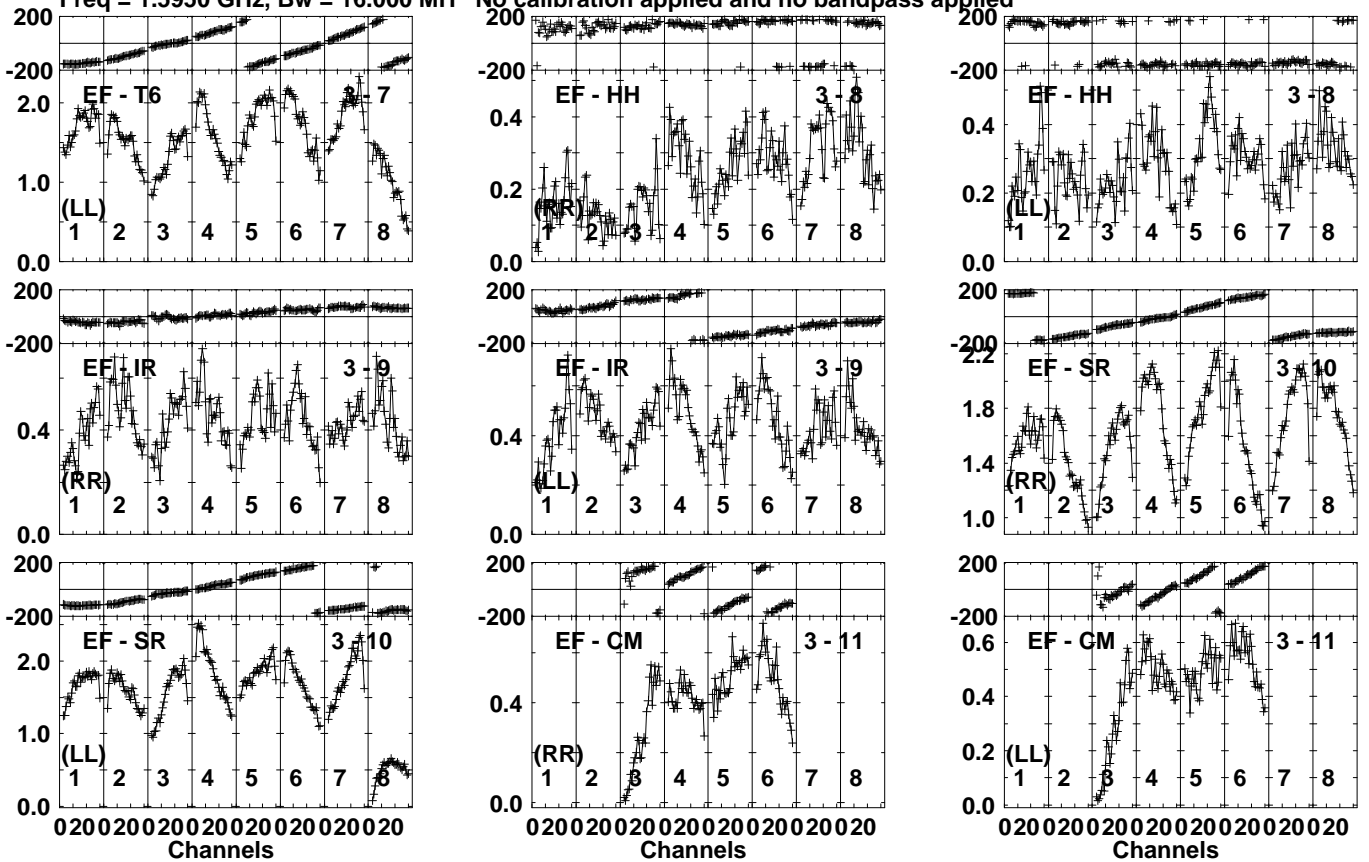 Freq = 1.5950 GHz, Bw = 16.000 MH No calibration applied and no bandpass applied
200 200 200
-200 -200 -200
EF - T6 3 - 7 EF - HH 3 - 8 EF - HH 3 - 8
2.0 0.4 0.4
1.0 0.2 0.2
(LL) (RR) (LL)
1 2 3 4 5 6 7 8 1 2 3 4 5 6 7 8 1 2 3 4 5 6 7 8
0.0 0.0 0.0
200 200 200
-200 -200 -200
2.2
EF - IR 3 - 9 EF - IR 3 - 9 EF - SR 3 - 10
1.8
0.4 0.4 1.4
(RR) (LL) (RR)
1 2 3 4 5 6 7 8 1 2 3 4 5 6 7 8 1 2 3 4 5 6 7 8
0.0 0.0 1.0
200 200 200
-200 -200 -200
EF - SR 3 - 10 EF - CM 3 - 11 EF - CM 3 - 11
2.0 0.4 0.6
0.4
1.0 0.2
(LL) (RR) (LL)
1 2 3 4 5 6 7 8 1 2 3 4 5 6 7 8 1 2 3 4 5 6 7 8
0.0 0.0 0.0
0 20 0 20 0 20 0 20 0 20 0 20 0 20 0 20 0 20 0 20 0 20 0 20 0 20 0 20 0 20 0 20 0 20 0 20 0 20 0 20 0 20 0 20 0 20 0 20
Channels Channels Channels